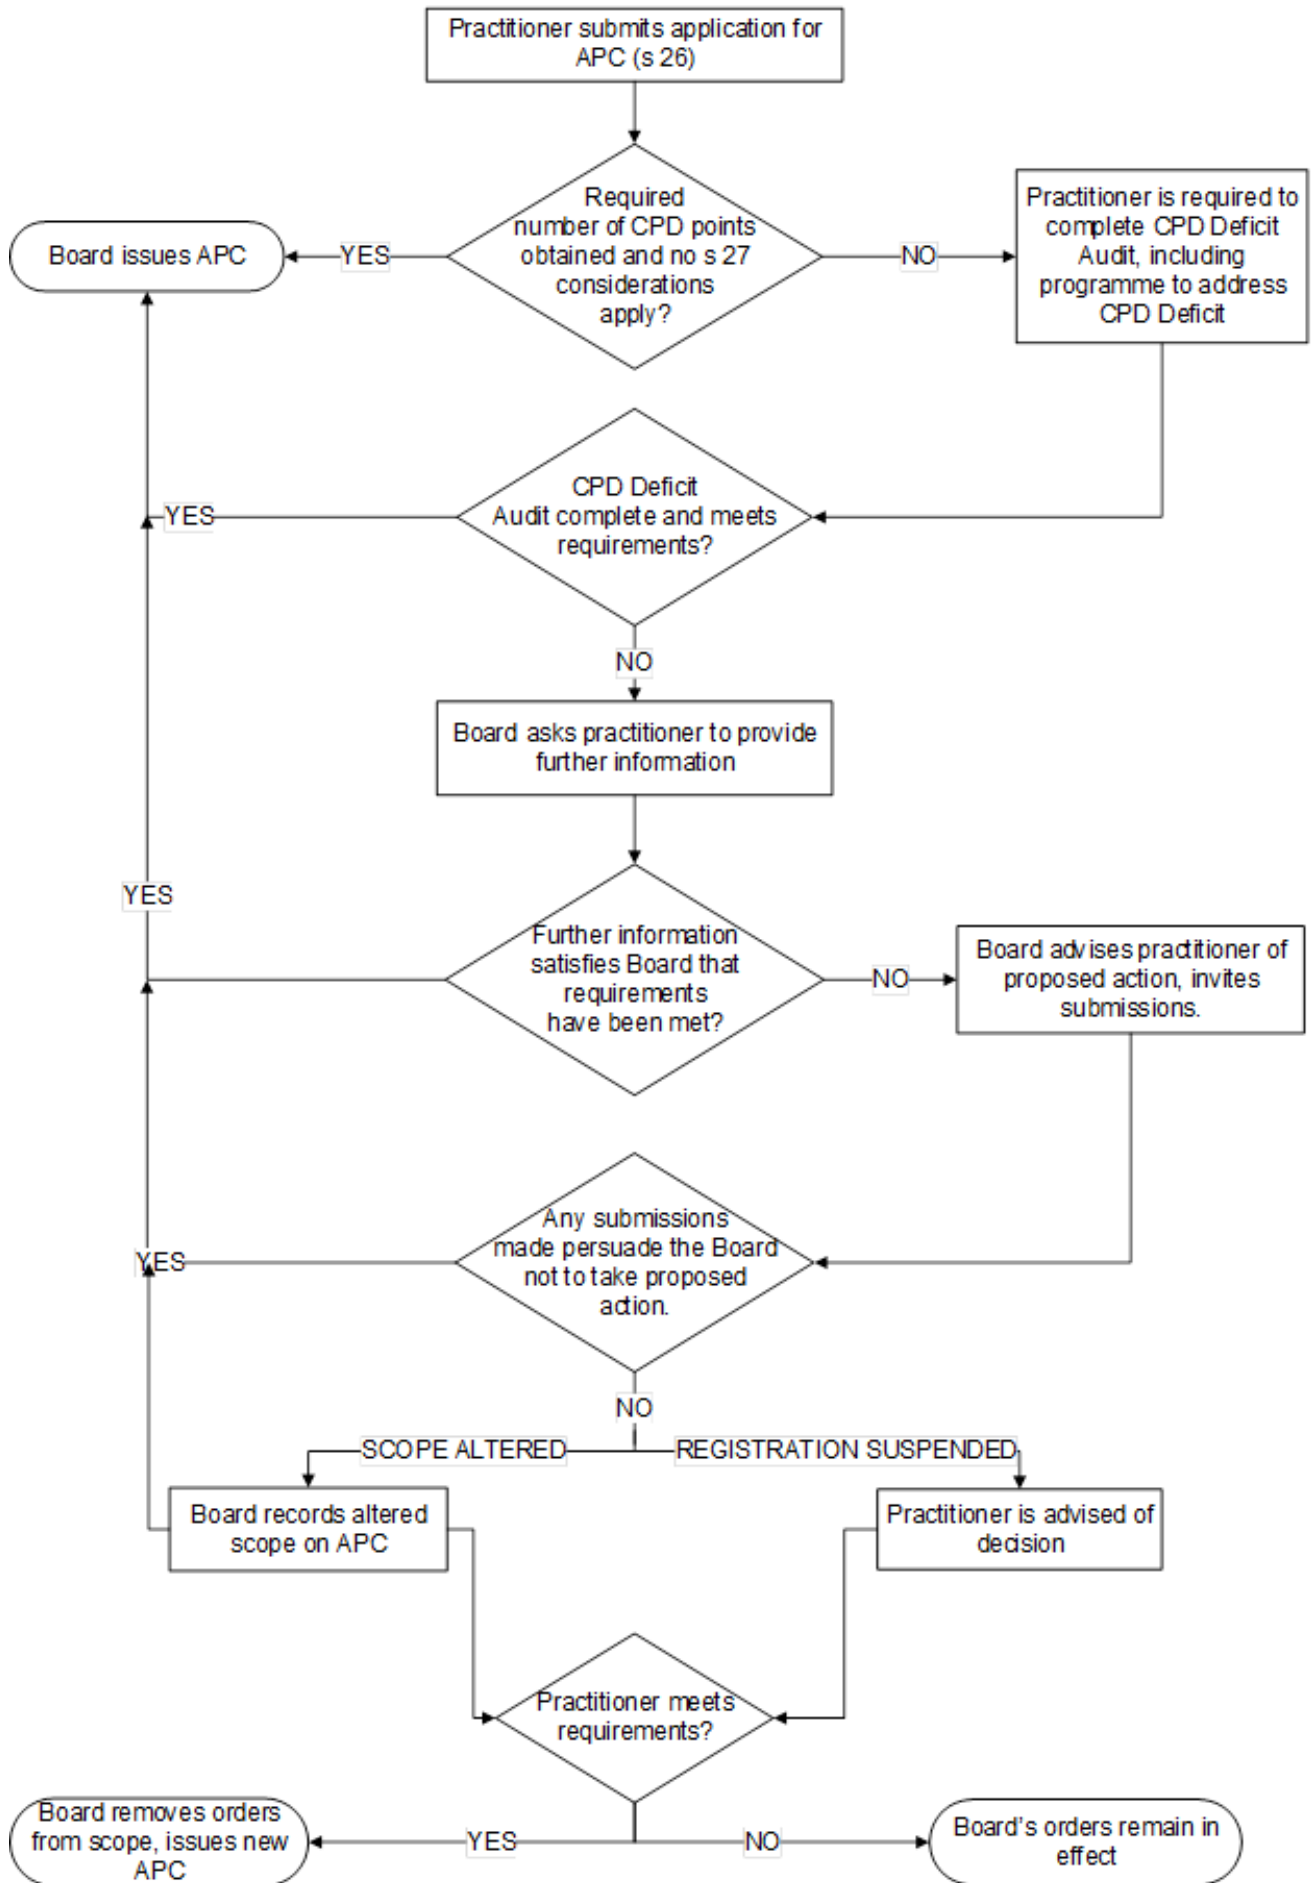 Practitioner submits application for
APC (s 26)
Required
number of CPD points
obtained and no s 27
considerations
apply?
YES
Board issues APC
NO
Practitioner is required to
complete CPD Deficit
Audit, including
programme to address
CPD Deficit
CPD Deficit
Audit complete and meets
requirements?
YES
NO
Board asks practitioner to provide
further information
YES
Further information
satisfies Board that
requirements
have been met?
NO
Board advises practitioner of
proposed action, invites
submissions.
Any submissions
made persuade the Board
not to take proposed
action.
YES
NO
SCOPE ALTERED
REGISTRATION SUSPENDED
Board records altered
scope on APC
Practitioner is advised of
decision
Practitioner meets
requirements?
Board removes orders
from scope, issues new
APC
YES
NO
Board's orders remain in
effect